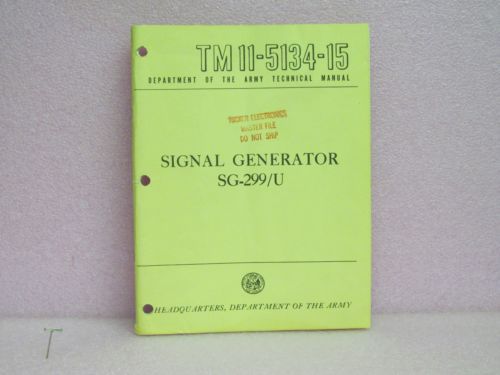 TM 11-5134-15
DEPARTMENT OF THE ARMY TECHNICAL MANUAL
TUCKER ELECTRONICS
MASTER FILE
DO NOT SHIP
SIGNAL GENERATOR
SG-299/U
HEADQUARTERS, DEPARTMENT OF THE ARMY
T